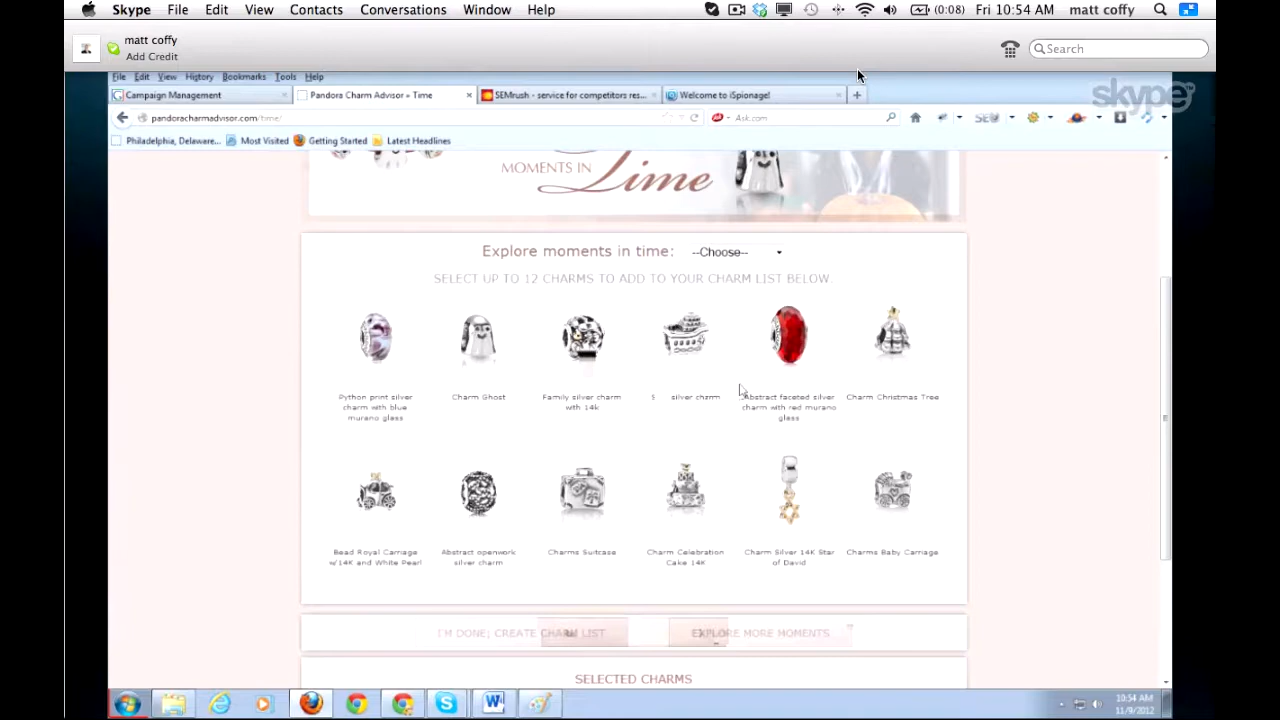 Skype File Edit View Contacts Conversations Window Help (0:08) Fri 10:54 AM matt coffy
matt coffy
Add Credit
Search
skype
File Edit View History Bookmarks Tools Help
Campaign Management Pandora Charm Advisor » Time SEMrush - service for competitors res... Welcome to iSpionage!
pandoracharmadvisor.com/time/ Ask.com
Philadelphia, Delaware... Most Visited Getting Started Latest Headlines
MOMENTS IN Time
Explore moments in time: --Choose--
SELECT UP TO 12 CHARMS TO ADD TO YOUR CHARM LIST BELOW.
Python print silver charm with blue murano glass
Charm Ghost
Family silver charm with 14k
silver charm
Abstract faceted silver charm with red murano glass
Charm Christmas Tree
Bead Royal Carriage w/14K and White Pearl
Abstract openwork silver charm
Charms Suitcase
Charm Celebration Cake 14K
Charm Silver 14K Star of David
Charms Baby Carriage
I'M DONE; CREATE CHARM LIST EXPLORE MORE MOMENTS
SELECTED CHARMS
10:54 AM
11/9/2012